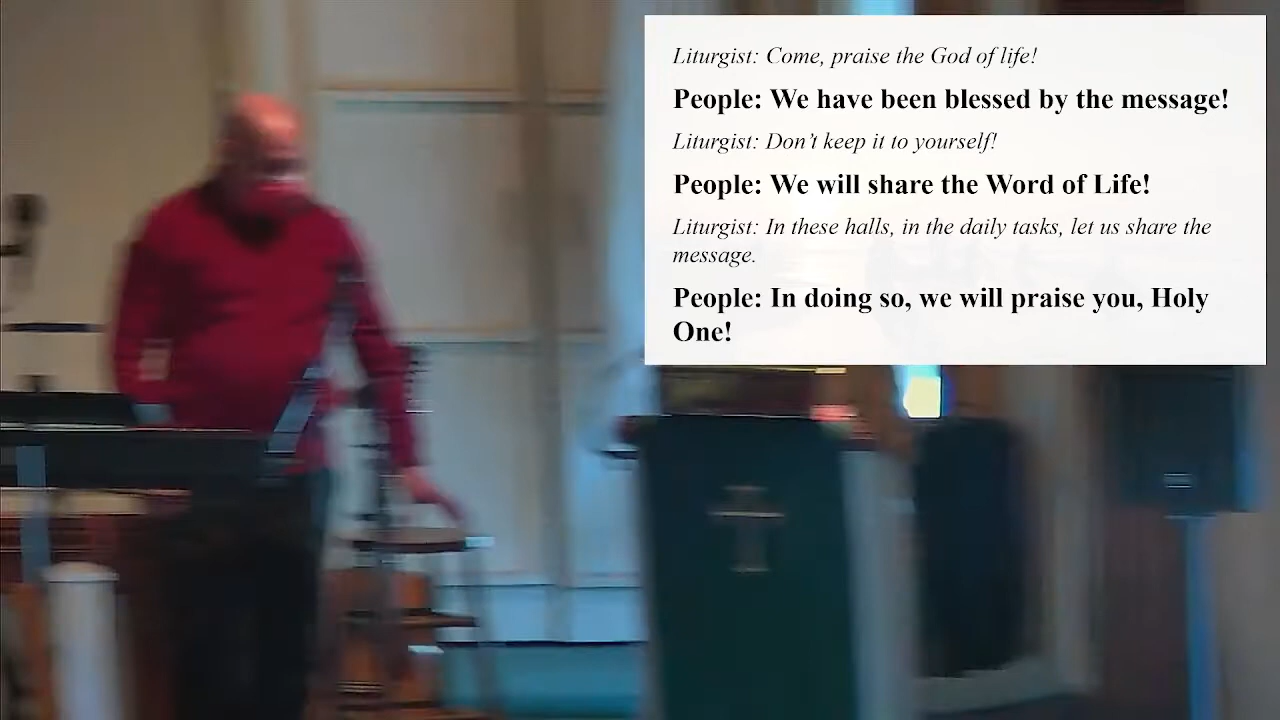 Liturgist: Come, praise the God of life!
People: We have been blessed by the message!
Liturgist: Don’t keep it to yourself!
People: We will share the Word of Life!
Liturgist: In these halls, in the daily tasks, let us share the
message.
People: In doing so, we will praise you, Holy
One!